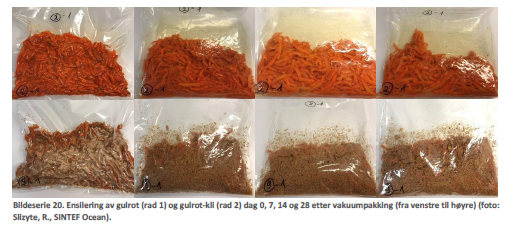 Bildeserie 20. Ensilering av gulrot (rad 1) og gulrot-kli (rad 2) dag 0, 7, 14 og 28 etter vakuumpakking (fra venstre til høyre) (foto:
Slizyte, R., SINTEF Ocean).